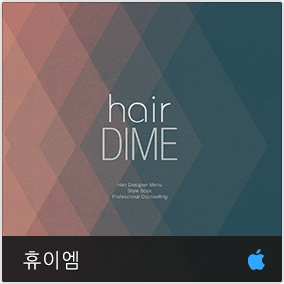 hair
DIME
Hair Designer Menu
Style Book
Professional Counselling
휴이엠